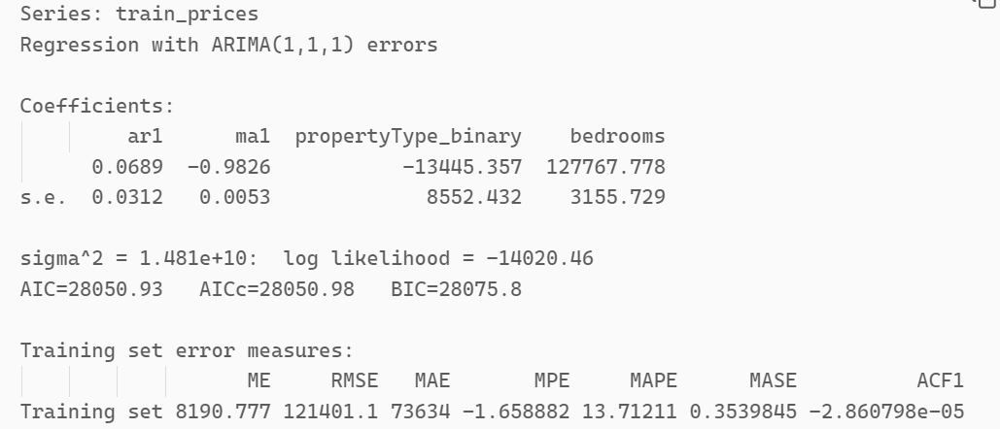 Series: train_prices
Regression with ARIMA(1,1,1) errors
Coefficients:
ar1 ma1 propertyType_binary bedrooms
0.0689 -0.9826 -13445.357 127767.778
s.e. 0.0312 0.0053 8552.432 3155.729
sigma^2 = 1.481e+10: log likelihood = -14020.46
AIC=28050.93 AICc=28050.98 BIC=28075.8
Training set error measures:
ME RMSE MAE MPE MAPE MASE ACF1
Training set 8190.777 121401.1 73634 -1.658882 13.71211 0.3539845 -2.860798e-05